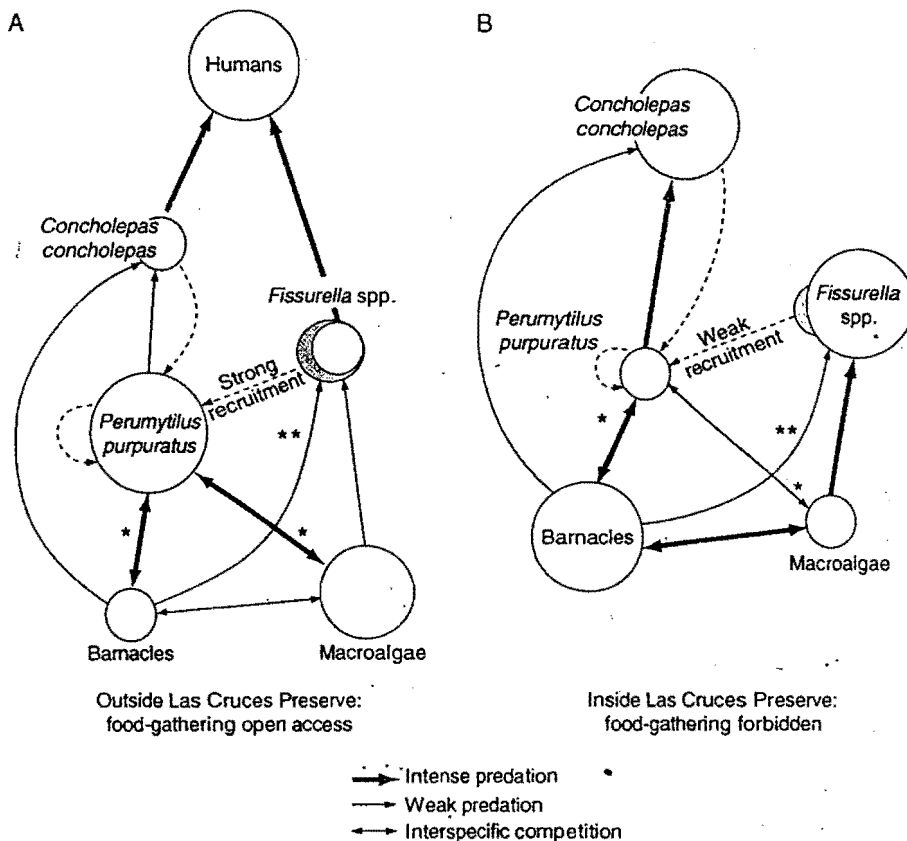 A
Humans
Concholepas
concholepas
Fissurella spp.
Strong
recruitment
Perumytilus
purpuratus
**
*
*
Barnacles
Macroalgae
Outside Las Cruces Preserve:
food-gathering open access
B
Concholepas
concholepas
Fissurella
spp.
Perumytilus
purpuratus
Weak
recruitment
*
**
*
Barnacles
Macroalgae
Inside Las Cruces Preserve:
food-gathering forbidden
Intense predation
Weak predation
Interspecific competition